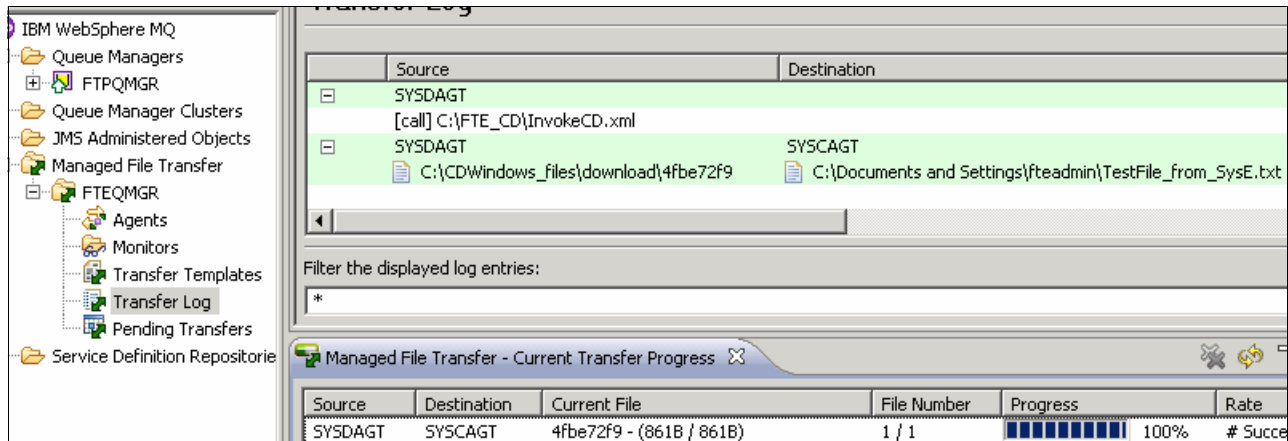 Transfer Log
IBM WebSphere MQ
Queue Managers
FTPQMGR
Queue Manager Clusters
JMS Administered Objects
Managed File Transfer
FTEQMGR
Agents
Monitors
Transfer Templates
Transfer Log
Pending Transfers
Service Definition Repositorie
Source Destination
SYSDAGT
[call] C:\FTE_CD\InvokeCD.xml
SYSDAGT SYSCAGT
C:\CDWindows_files\download\4fbe72f9 C:\Documents and Settings\fteadmin\TestFile_from_SysE.txt
Filter the displayed log entries:
*
Managed File Transfer - Current Transfer Progress
Source Destination Current File File Number Progress Rate
SYSDAGT SYSCAGT 4fbe72f9 - (861B / 861B) 1 / 1 100% # Succe